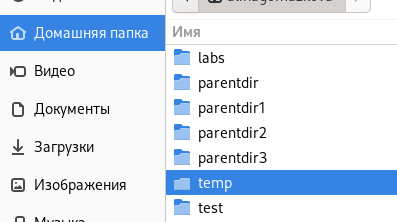 Домашняя папка
Видео
Документы
Загрузки
Изображения
Имя
labs
parentdir
parentdir1
parentdir2
parentdir3
temp
test